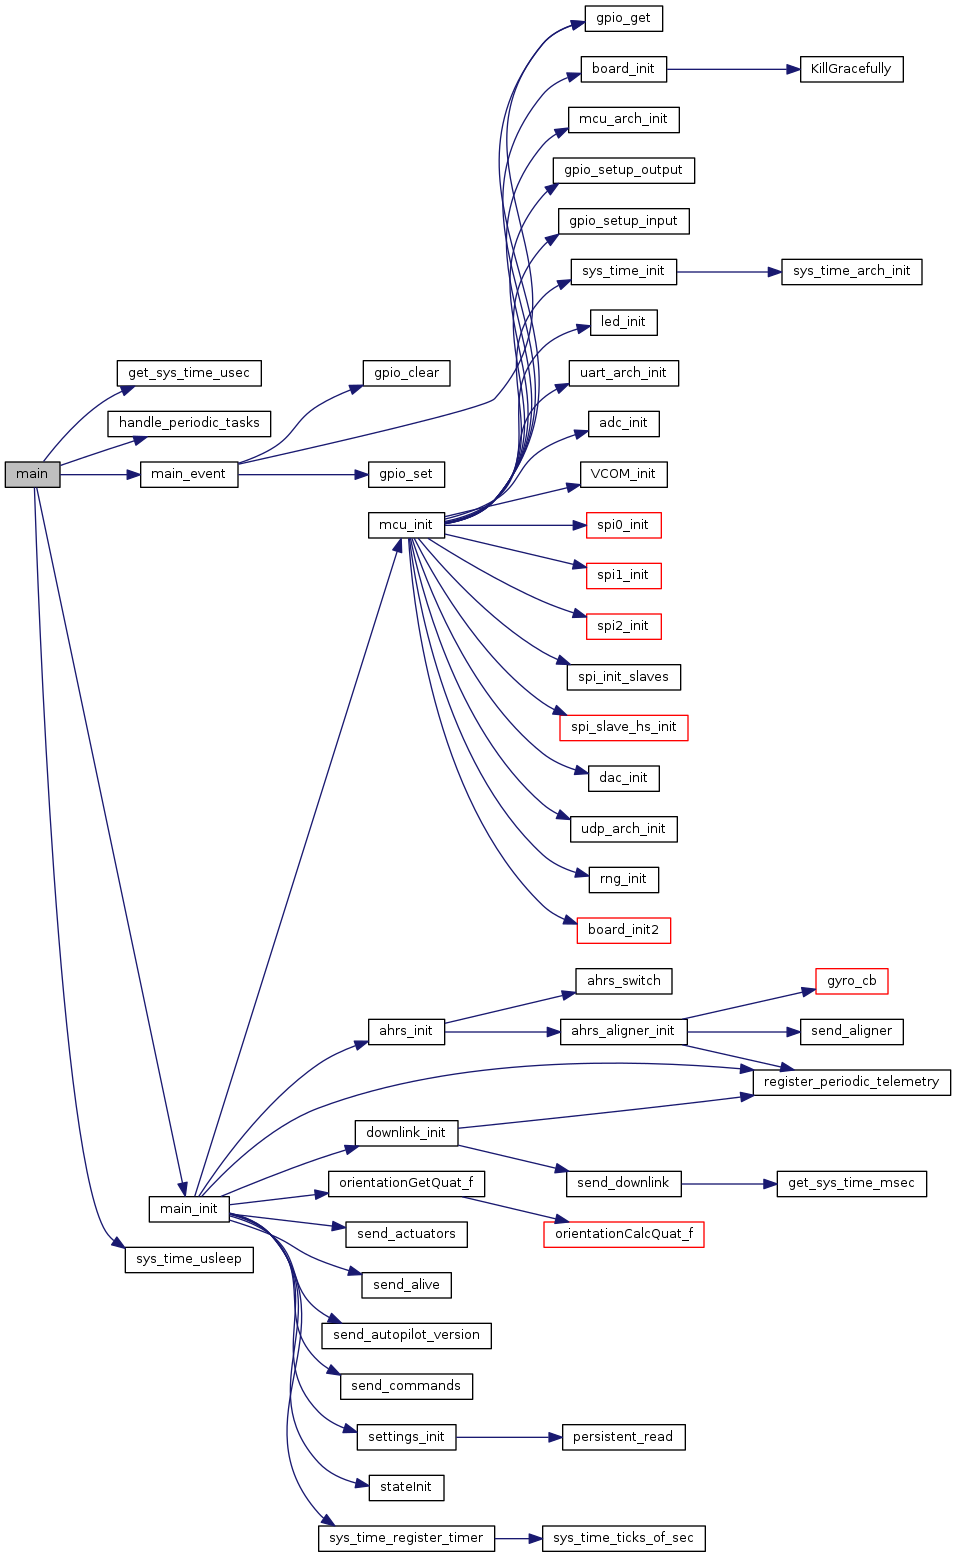 gpio_get
board_init
KillGracefully
mcu_arch_init
gpio_setup_output
gpio_setup_input
sys_time_init
sys_time_arch_init
led_init
get_sys_time_usec
gpio_clear
uart_arch_init
handle_periodic_tasks
adc_init
main
main_event
gpio_set
VCOM_init
mcu_init
spi0_init
spi1_init
spi2_init
spi_init_slaves
spi_slave_hs_init
dac_init
udp_arch_init
rng_init
board_init2
ahrs_switch
gyro_cb
ahrs_init
ahrs_aligner_init
send_aligner
register_periodic_telemetry
downlink_init
orientationGetQuat_f
send_downlink
get_sys_time_msec
main_init
send_actuators
orientationCalcQuat_f
sys_time_usleep
send_alive
send_autopilot_version
send_commands
settings_init
persistent_read
stateInit
sys_time_register_timer
sys_time_ticks_of_sec